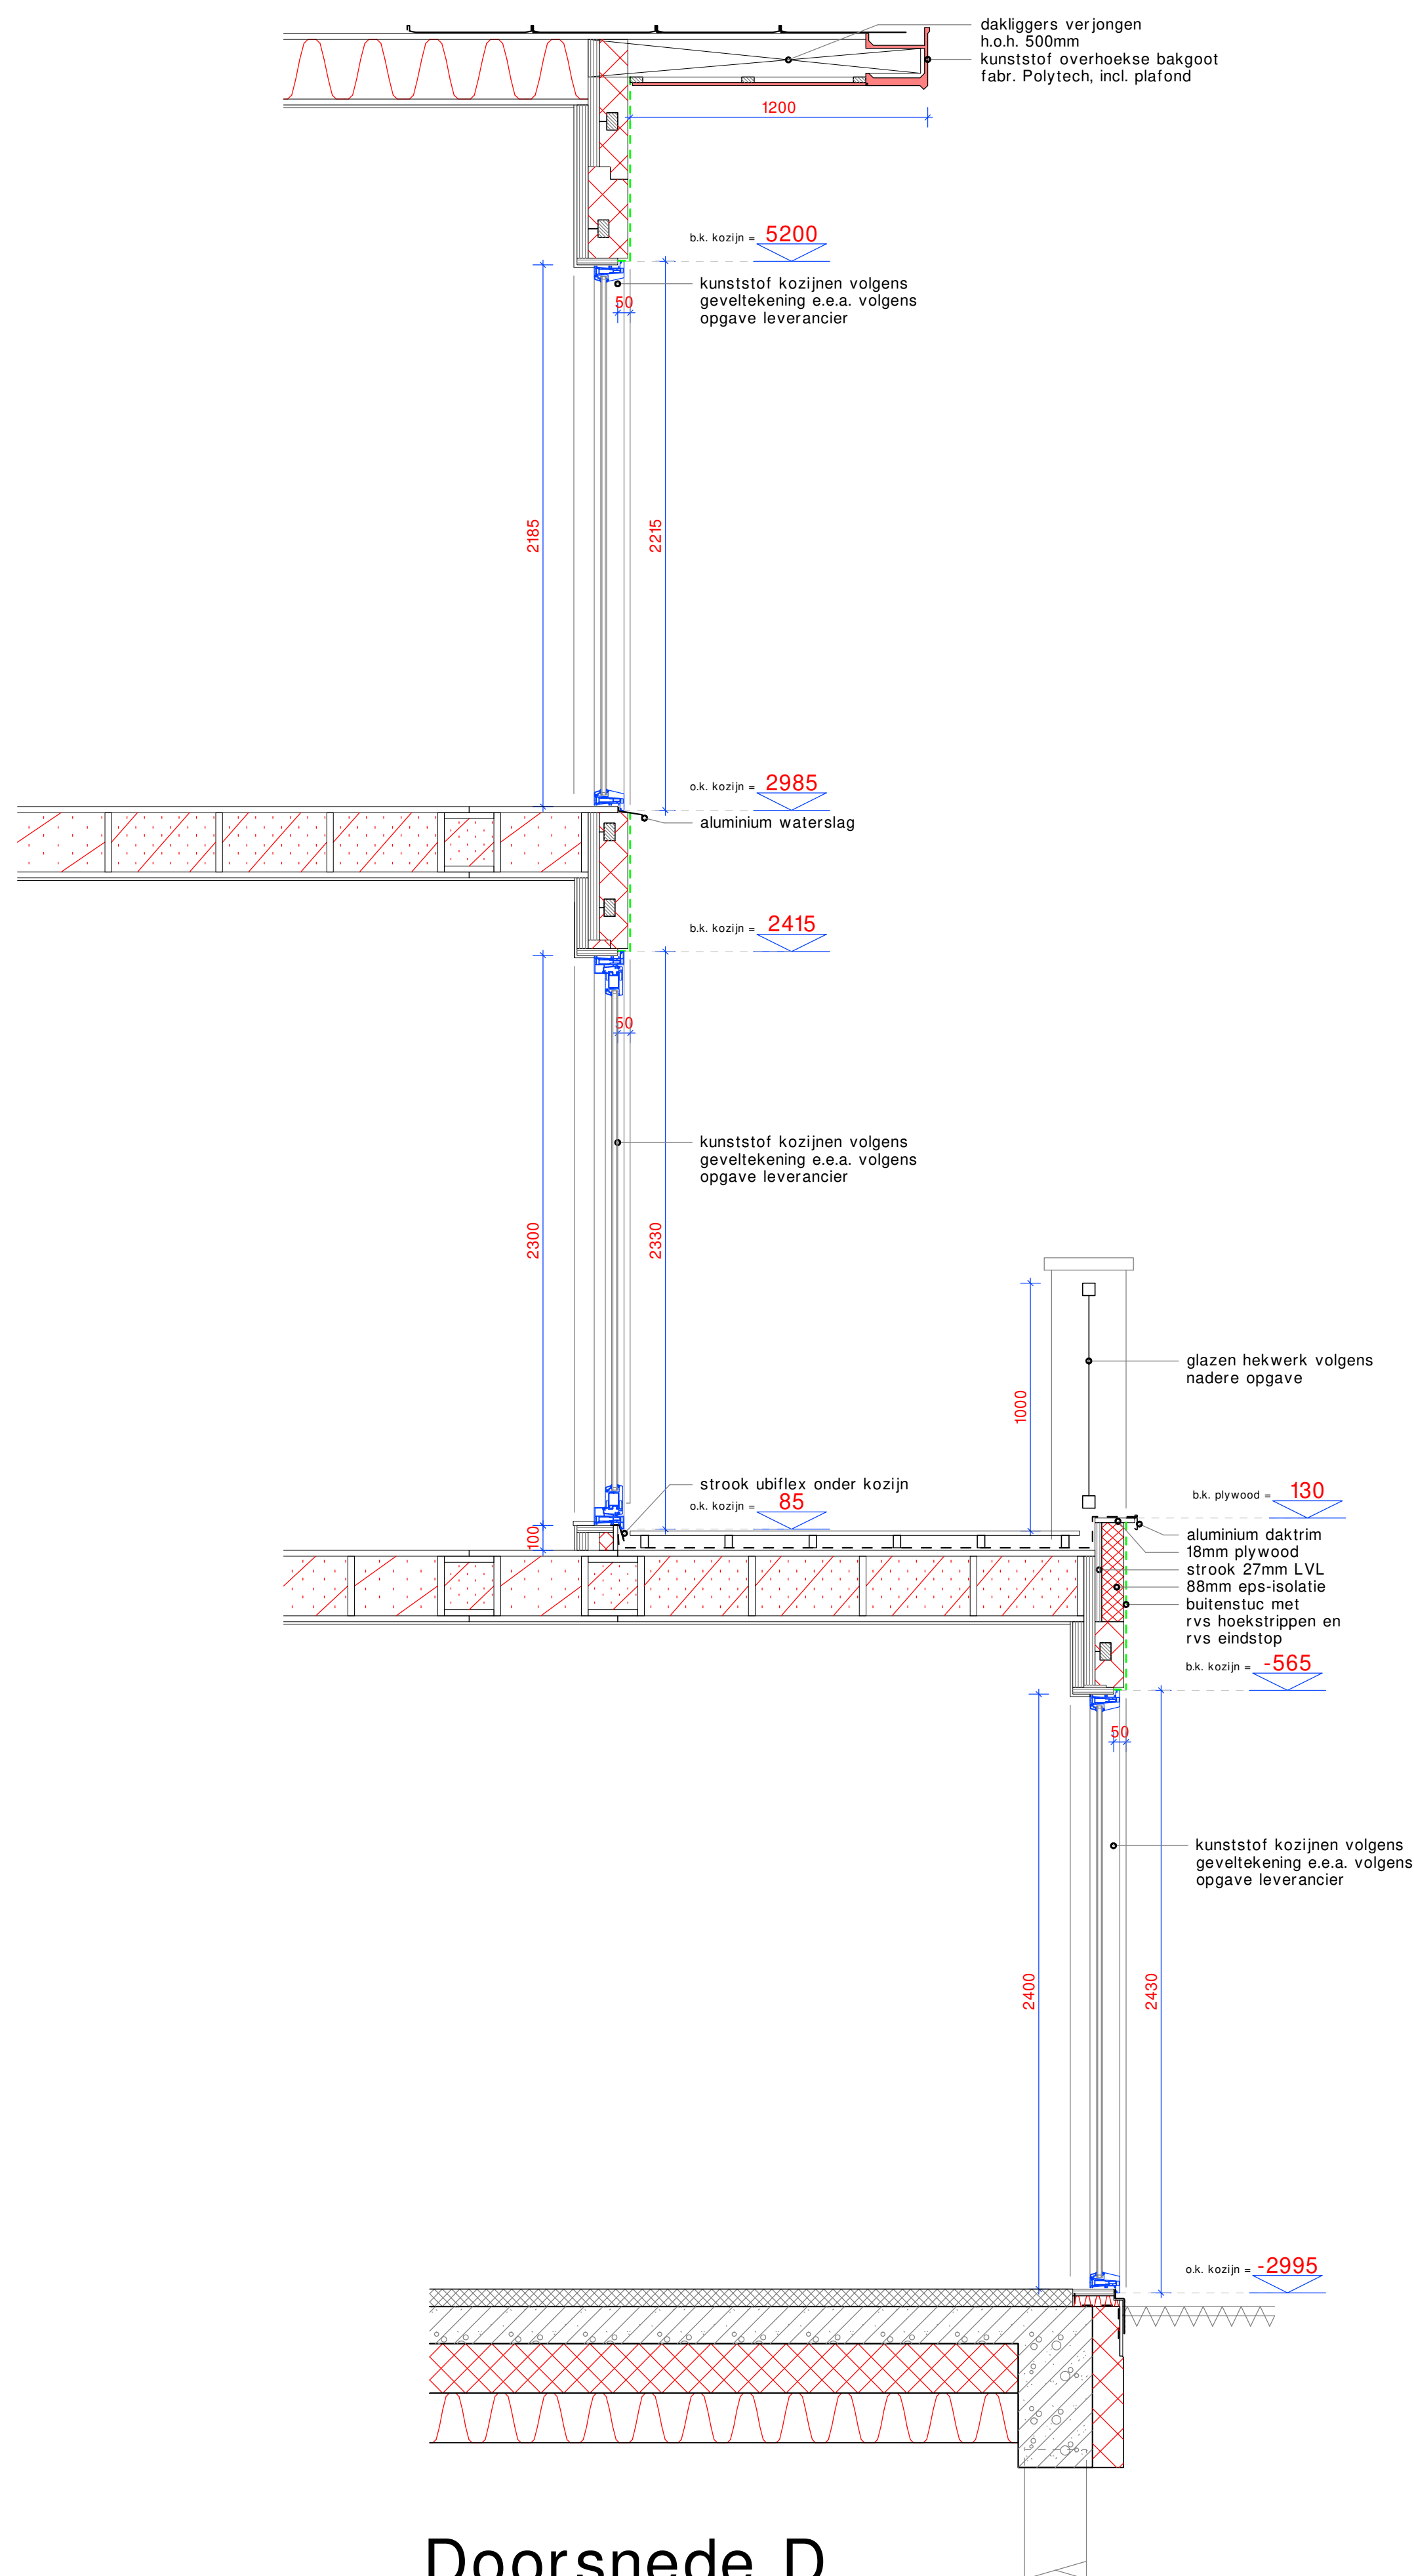 dakliggers verjongen
h.o.h. 500mm
kunststof overhoekse bakgoot
fabr. Polytech, incl. plafond
1200
b.k. kozijn = 5200
kunststof kozijnen volgens
geveltekening e.e.a. volgens
opgave leverancier
50
2185
2215
o.k. kozijn = 2985
aluminium waterslag
b.k. kozijn = 2415
50
kunststof kozijnen volgens
geveltekening e.e.a. volgens
opgave leverancier
2300
2330
glazen hekwerk volgens
nadere opgave
1000
strook ubiflex onder kozijn
o.k. kozijn = 85
100
b.k. plywood = 130
aluminium daktrim
18mm plywood
strook 27mm LVL
88mm eps-isolatie
buitenstuc met
rvs hoekstrippen en
rvs eindstop
b.k. kozijn = -565
50
kunststof kozijnen volgens
geveltekening e.e.a. volgens
opgave leverancier
2400
2430
o.k. kozijn = -2995
Doorsnede D